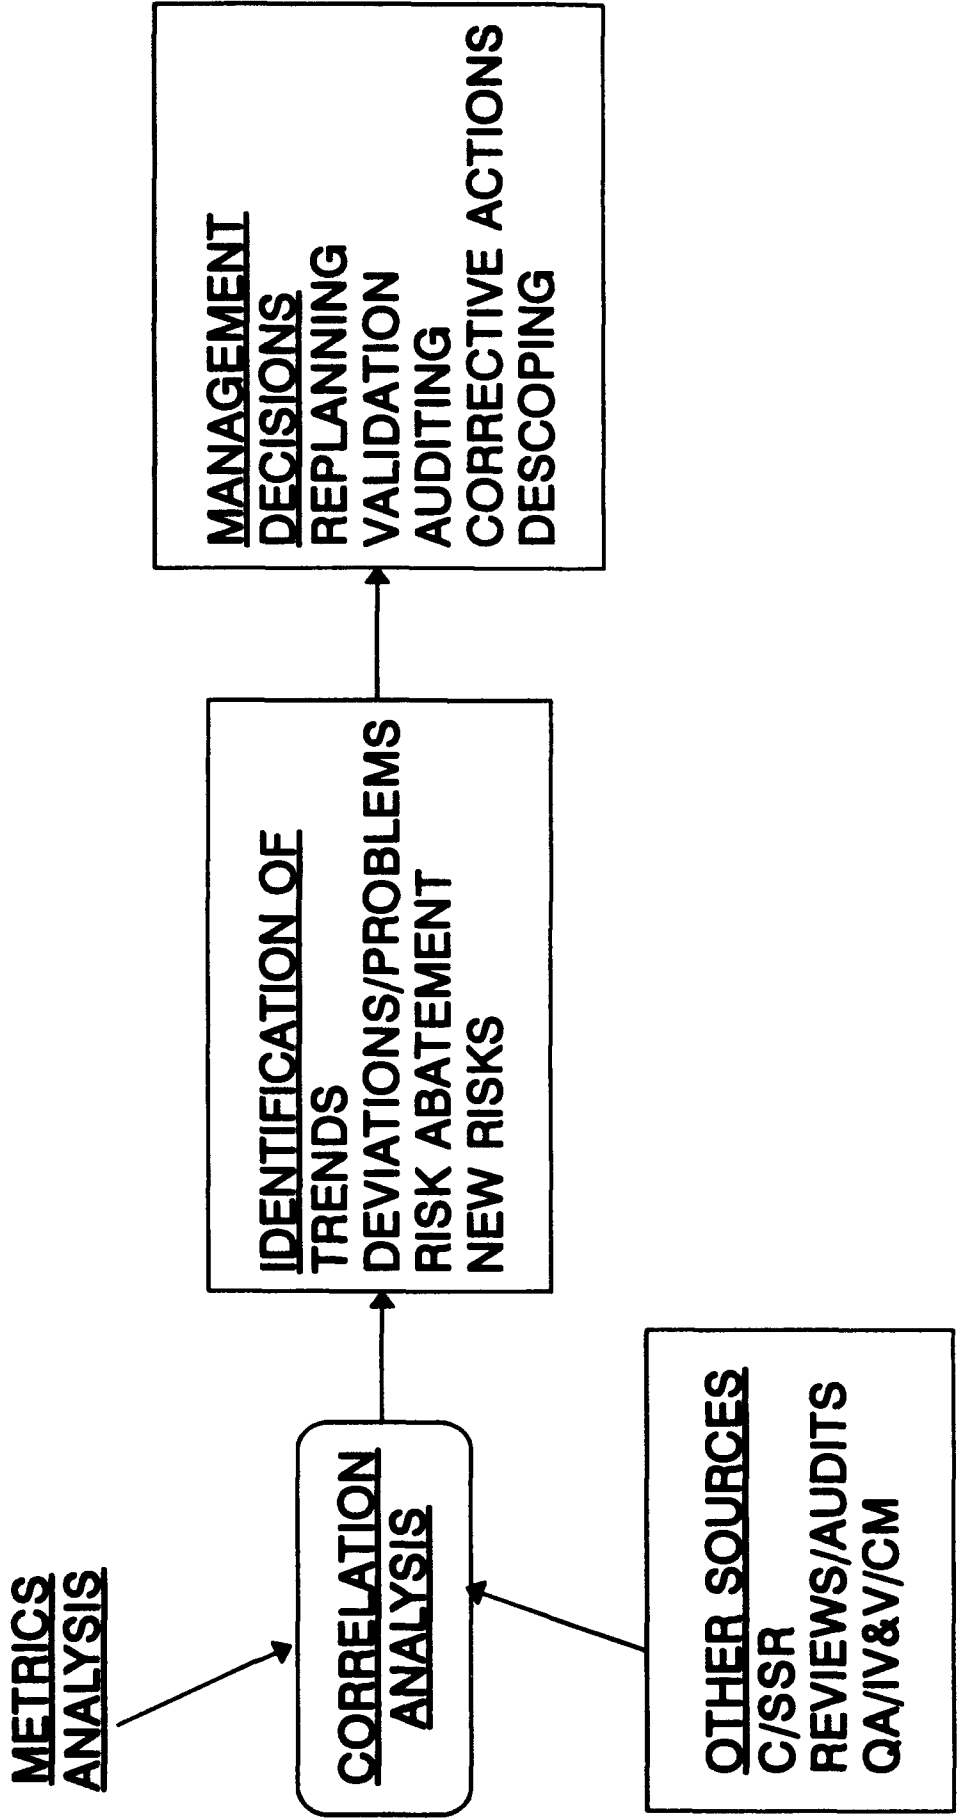 METRICS
ANALYSIS
CORRELATION
ANALYSIS
OTHER SOURCES
C/SSR
REVIEWS/AUDITS
QA/IV&V/CM
IDENTIFICATION OF
TRENDS
DEVIATIONS/PROBLEMS
RISK ABATEMENT
NEW RISKS
MANAGEMENT
DECISIONS
REPLANNING
VALIDATION
AUDITING
CORRECTIVE ACTIONS
DESCOPING